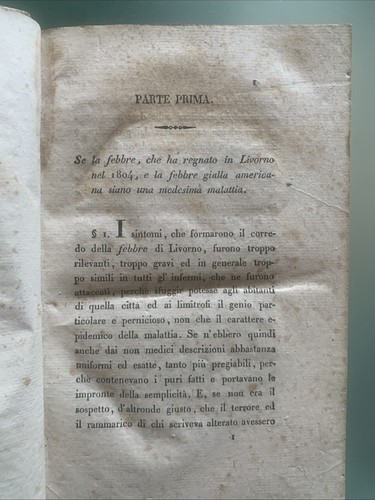 PARTE PRIMA.
Se la febbre, che ha regnato in Livorno
nel 1804, e la febbre gialla america-
na siano una medesima malattia.
§ 1. I sintomi, che formarono il corre-
do della febbre di Livorno, furono troppo
rilevanti, troppo gravi ed in generale trop-
po simili in tutti gl' infermi, che ne furono
attaccati, perchè sfuggir potesse agli abitanti
di quella città ed ai limitrofi il genio par-
ticolare e pernicioso, non che il carattere e-
pidemico della malattia. Se n'ebbero quindi
anche dai non medici descrizioni abbastanza
uniformi ed esatte, tanto più pregiabili, per-
chè contenevano i puri fatti e portavano le
impronte della semplicità. E, se non era il
sospetto, d'altronde giusto, che il terrore ed
il rammarico di chi scriveva alterato avessero
1